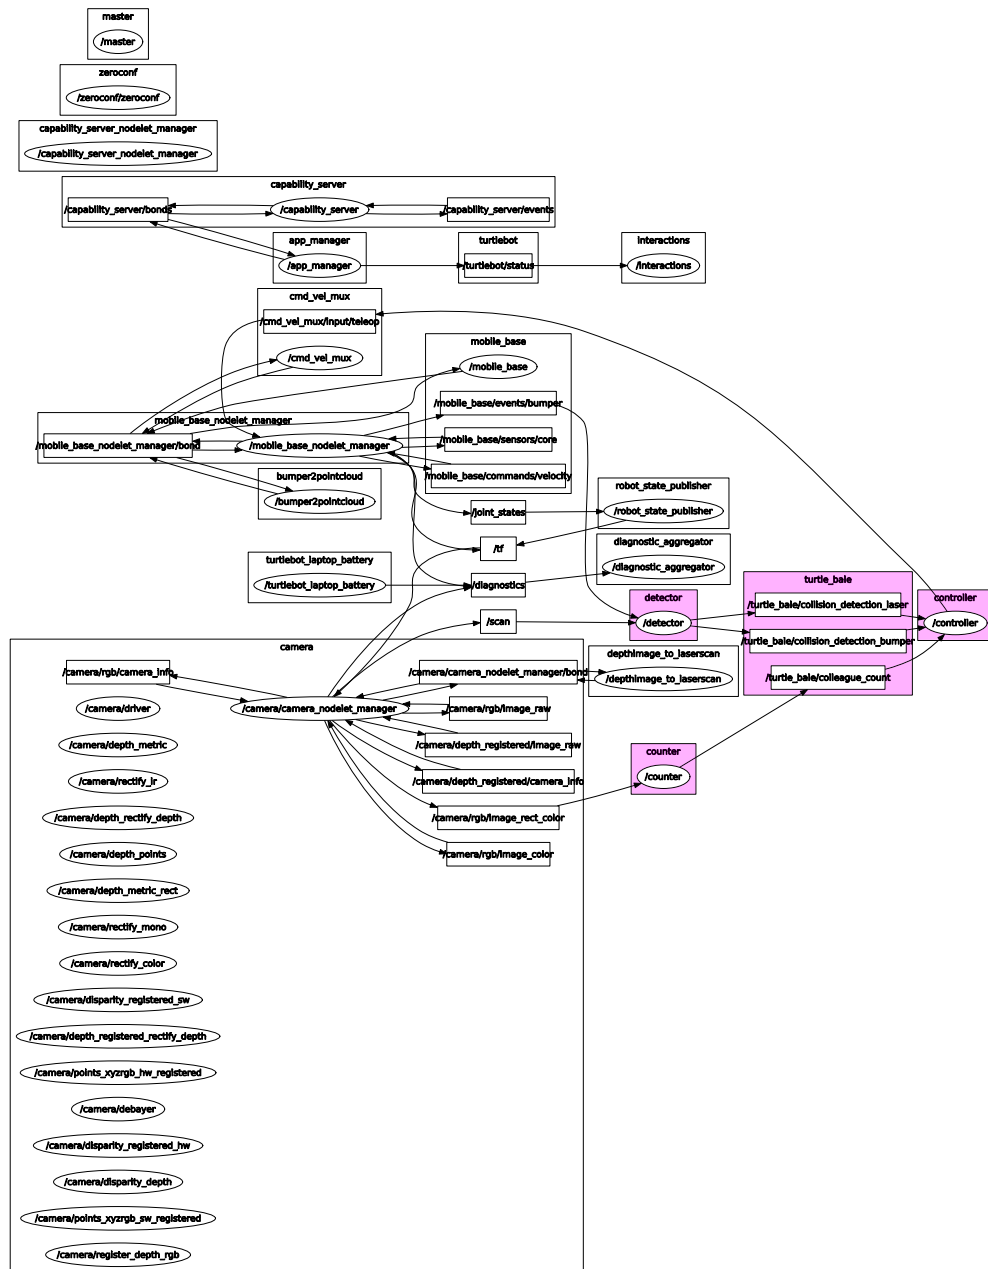 master
/master
zeroconf
/zeroconf/zeroconf
capability_server_nodelet_manager
/capability_server_nodelet_manager
capability_server
/capability_server/bonds
/capability_server
/capability_server/events
app_manager
/app_manager
turtlebot
/turtlebot/status
interactions
/interactions
cmd_vel_mux
/cmd_vel_mux/input/teleop
/cmd_vel_mux
mobile_base
/mobile_base
/mobile_base/events/bumper
/mobile_base/sensors/core
/mobile_base/commands/velocity
mobile_base_nodelet_manager
/mobile_base_nodelet_manager/bond
/mobile_base_nodelet_manager
bumper2pointcloud
/bumper2pointcloud
/joint_states
robot_state_publisher
/robot_state_publisher
/tf
diagnostic_aggregator
/diagnostic_aggregator
turtlebot_laptop_battery
/turtlebot_laptop_battery
/diagnostics
/scan
detector
/detector
turtle_bale
/turtle_bale/collision_detection_laser
/turtle_bale/collision_detection_bumper
/turtle_bale/colleague_count
controller
/controller
depthimage_to_laserscan
/depthimage_to_laserscan
counter
/counter
camera
/camera/rgb/camera_info
/camera/camera_nodelet_manager
/camera/camera_nodelet_manager/bond
/camera/rgb/image_raw
/camera/depth_registered/image_raw
/camera/depth_registered/camera_info
/camera/rgb/image_rect_color
/camera/rgb/image_color
/camera/driver
/camera/depth_metric
/camera/rectify_ir
/camera/depth_rectify_depth
/camera/depth_points
/camera/depth_metric_rect
/camera/rectify_mono
/camera/rectify_color
/camera/disparity_registered_sw
/camera/depth_registered_rectify_depth
/camera/points_xyzrgb_hw_registered
/camera/debayer
/camera/disparity_registered_hw
/camera/disparity_depth
/camera/points_xyzrgb_sw_registered
/camera/register_depth_rgb